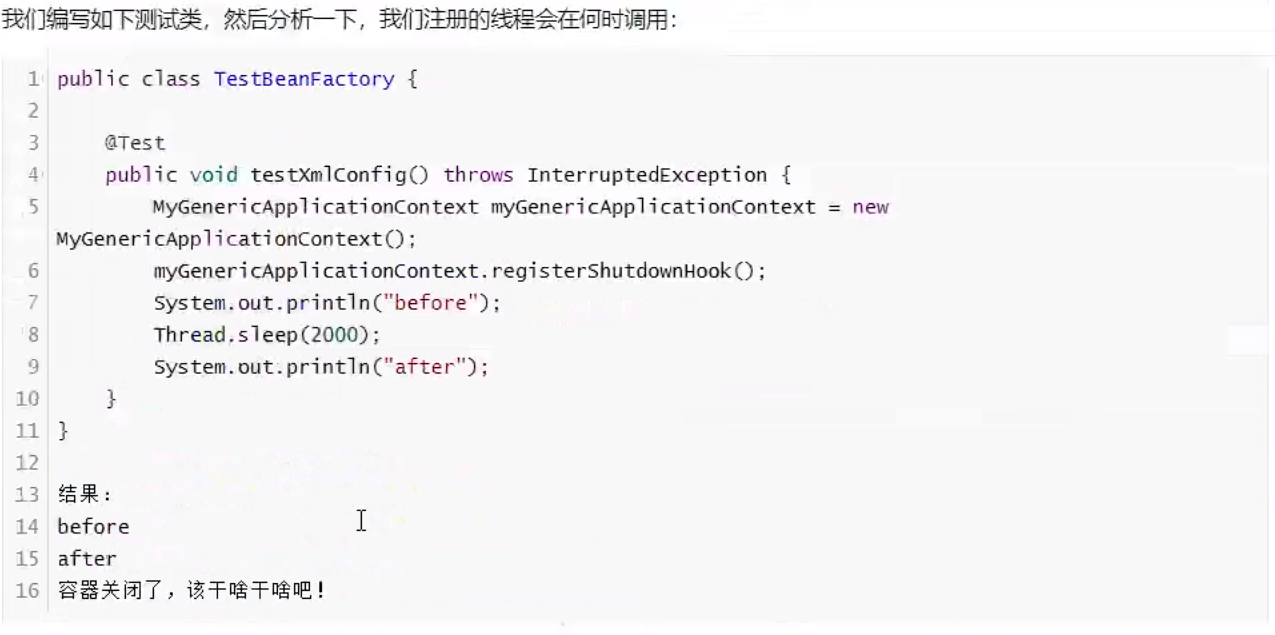 我们编写如下测试类，然后分析一下，我们注册的线程会在何时调用：
1 public class TestBeanFactory {
2
3 @Test
4 public void testXmlConfig() throws InterruptedException {
5 MyGenericApplicationContext myGenericApplicationContext = new
MyGenericApplicationContext();
6 myGenericApplicationContext.registerShutdownHook();
7 System.out.println("before");
8 Thread.sleep(2000);
9 System.out.println("after");
10 }
11 }
12
13 结果：
14 before
15 after
16 容器关闭了，该干啥干啥吧！